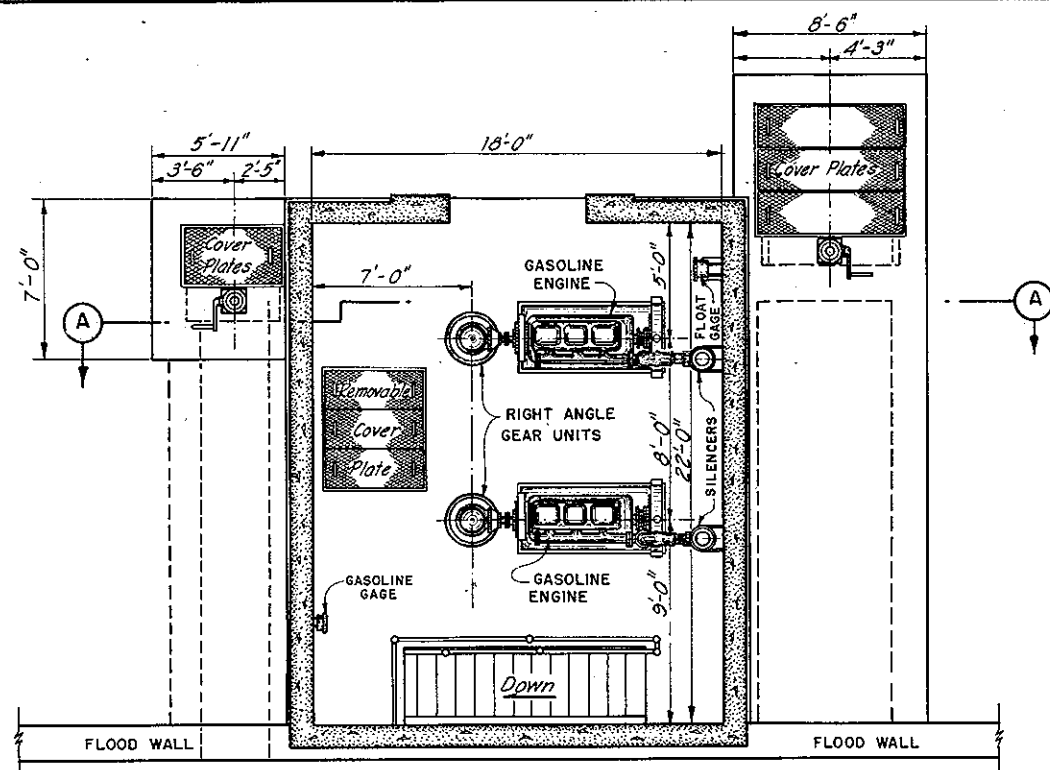 8'-6"
4'-3"
5'-11"
3'-6"
2'-5"
18'-0"
Cover Plates
Cover
Plates
7'-0"
7'-0"
5'-0"
GASOLINE
ENGINE
FLOAT
GAGE
A
A
Removable
Cover
Plate
RIGHT ANGLE
GEAR UNITS
8'-0"
22'-0"
SILENCERS
GASOLINE
GAGE
GASOLINE
ENGINE
9'-0"
Down
FLOOD WALL
FLOOD WALL